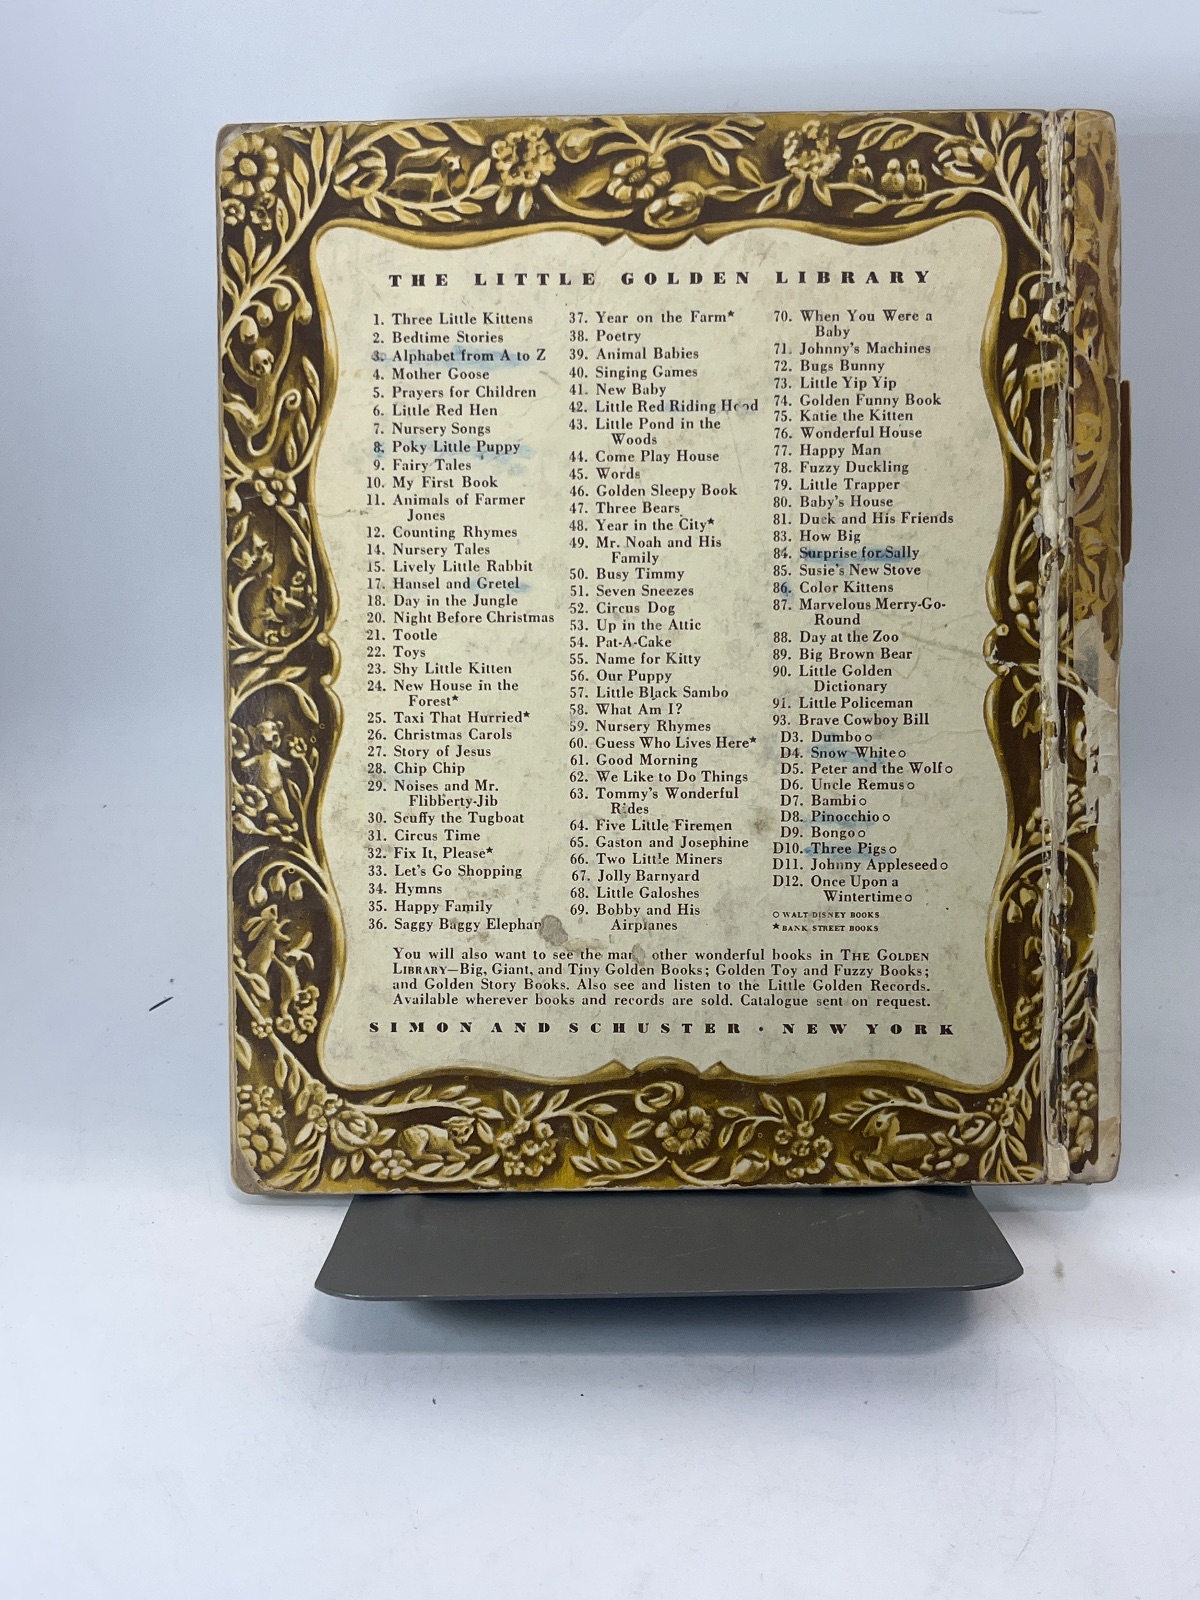 THE LITTLE GOLDEN LIBRARY
1. Three Little Kittens
2. Bedtime Stories
3. Alphabet from A to Z
4. Mother Goose
5. Prayers for Children
6. Little Red Hen
7. Nursery Songs
8. Poky Little Puppy
9. Fairy Tales
10. My First Book
11. Animals of Farmer
Jones
12. Counting Rhymes
14. Nursery Tales
15. Lively Little Rabbit
17. Hansel and Gretel
18. Day in the Jungle
20. Night Before Christmas
21. Tootle
22. Toys
23. Shy Little Kitten
24. New House in the
Forest★
25. Taxi That Hurried★
26. Christmas Carols
27. Story of Jesus
28. Chip Chip
29. Noises and Mr.
Flibberty-Jib
30. Scuffy the Tugboat
31. Circus Time
32. Fix It, Please★
33. Let's Go Shopping
34. Hymns
35. Happy Family
36. Saggy Baggy Elephan
37. Year on the Farm★
38. Poetry
39. Animal Babies
40. Singing Games
41. New Baby
42. Little Red Riding Hood
43. Little Pond in the
Woods
44. Come Play House
45. Words
46. Golden Sleepy Book
47. Three Bears
48. Year in the City★
49. Mr. Noah and His
Family
50. Busy Timmy
51. Seven Sneezes
52. Circus Dog
53. Up in the Attic
54. Pat-A-Cake
55. Name for Kitty
56. Our Puppy
57. Little Black Sambo
58. What Am I?
59. Nursery Rhymes
60. Guess Who Lives Here★
61. Good Morning
62. We Like to Do Things
63. Tommy's Wonderful
Rides
64. Five Little Firemen
65. Gaston and Josephine
66. Two Little Miners
67. Jolly Barnyard
68. Little Galoshes
69. Bobby and His
Airplanes
70. When You Were a
Baby
71. Johnny's Machines
72. Bugs Bunny
73. Little Yip Yip
74. Golden Funny Book
75. Katie the Kitten
76. Wonderful House
77. Happy Man
78. Fuzzy Duckling
79. Little Trapper
80. Baby's House
81. Duck and His Friends
83. How Big
84. Surprise for Sally
85. Susie's New Stove
86. Color Kittens
87. Marvelous Merry-Go-
Round
88. Day at the Zoo
89. Big Brown Bear
90. Little Golden
Dictionary
91. Little Policeman
93. Brave Cowboy Bill
D3. Dumbo○
D4. Snow White○
D5. Peter and the Wolf○
D6. Uncle Remus○
D7. Bambi○
D8. Pinocchio○
D9. Bongo○
D10. Three Pigs○
D11. Johnny Appleseed○
D12. Once Upon a
Wintertime○
○ WALT DISNEY BOOKS
★ BANK STREET BOOKS
You will also want to see the man other wonderful books in THE GOLDEN
LIBRARY—Big, Giant, and Tiny Golden Books; Golden Toy and Fuzzy Books;
and Golden Story Books. Also see and listen to the Little Golden Records.
Available wherever books and records are sold. Catalogue sent on request.
SIMON AND SCHUSTER · NEW YORK